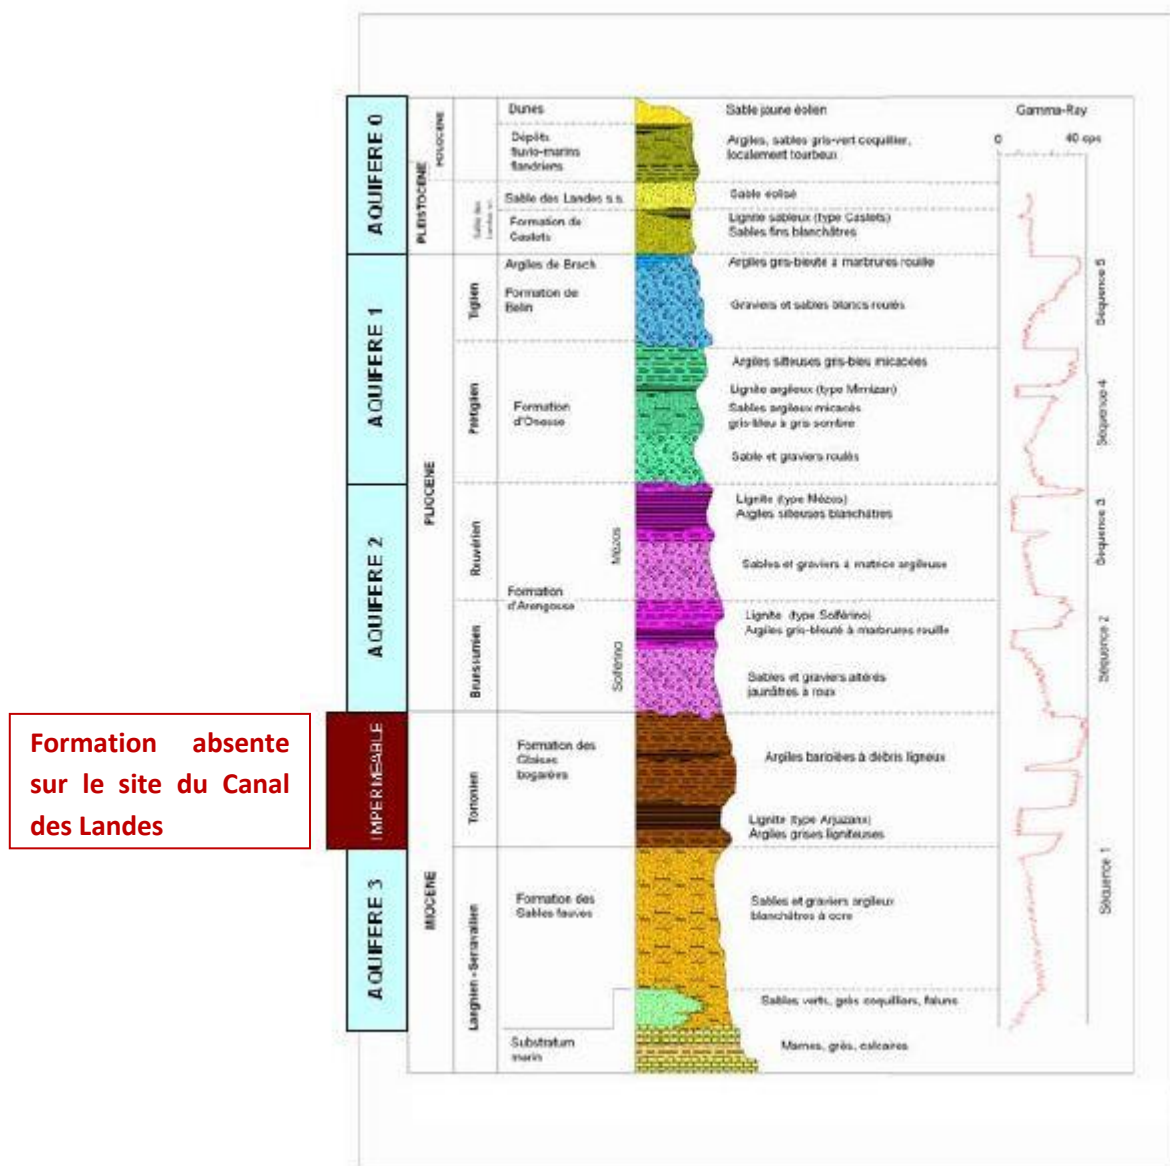 Gamma-Ray
0
40 cps
AQUIFERE 0
AQUIFERE 1
AQUIFERE 2
IMPERMEABLE
AQUIFERE 3
Formation absente
sur le site du Canal
des Landes
PLEISTOCENE
HOLOCENE
PLIOCENE
MIOCENE
Tiglien
Prétiglien
Reuvérien
Brunssumien
Tortonien
Langhien - Serravallien
Dunes
Dépôts
fluvio-marins
flandriens
Sable des Landes s.s.
Formation de
Castets
Argiles de Brach
Formation de
Belin
Formation
d'Onesse
Formation
d'Arengosse
Mézos
Solférino
Formation des
Glaises
bigarrées
Formation des
Sables fauves
Substratum
marin
Sable jaune éolien
Argiles, sables gris-vert coquillier,
localement tourbeux
Sable éolisé
Lignite sableux (type Castets)
Sables fins blanchâtres
Argiles gris-bleuté à marbrures rouille
Graviers et sables blancs roulés
Argiles silteuses gris-bleu micacées
Lignite argileux (type Mimizan)
Sables argileux micacés
gris-bleu à gris sombre
Sable et graviers roulés
Lignite (type Mézos)
Argiles silteuses blanchâtres
Sables et graviers à matrice argileuse
Lignite (type Solférino)
Argiles gris-bleuté à marbrures rouille
Sables et graviers altérés
jaunâtres à roux
Argiles bariolées à débris ligneux
Lignite (type Arjuzanx)
Argiles grises ligniteuses
Sables et graviers argileux
blanchâtres à ocre
Sables verts, grès coquilliers, faluns
Marnes, grès, calcaires
Séquence 5
Séquence 4
Séquence 3
Séquence 2
Séquence 1